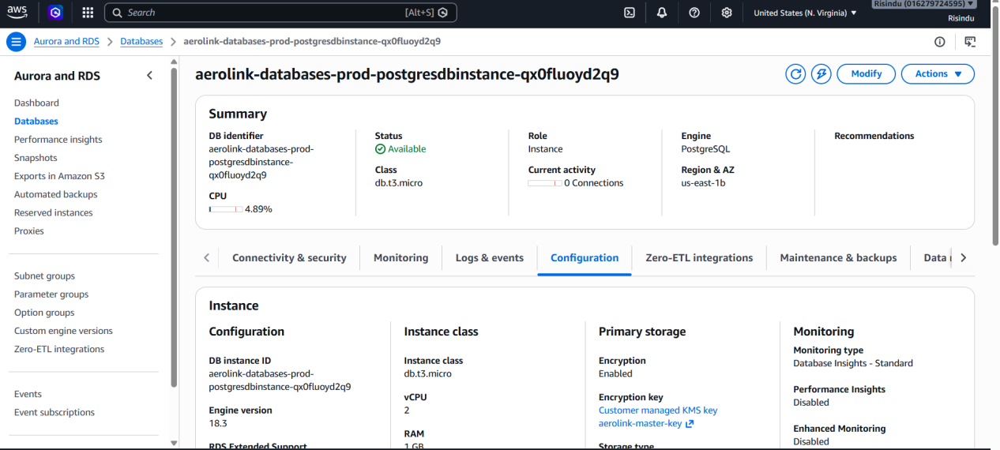 aws
Search
[Alt+S]
United States (N. Virginia) ▼
Risindu (016279724595) ▼
Risindu
Aurora and RDS > Databases > aerolink-databases-prod-postgresdbinstance-qx0fluoyd2q9
Aurora and RDS
Dashboard
Databases
Performance insights
Snapshots
Exports in Amazon S3
Automated backups
Reserved instances
Proxies
Subnet groups
Parameter groups
Option groups
Custom engine versions
Zero-ETL integrations
Events
Event subscriptions
aerolink-databases-prod-postgresdbinstance-qx0fluoyd2q9
Modify
Actions ▼
Summary
DB identifier
aerolink-databases-prod-
postgresdbinstance-
qx0fluoyd2q9
CPU
4.89%
Status
Available
Class
db.t3.micro
Role
Instance
Current activity
0 Connections
Engine
PostgreSQL
Region & AZ
us-east-1b
Recommendations
Connectivity & security
Monitoring
Logs & events
Configuration
Zero-ETL integrations
Maintenance & backups
Data
Instance
Configuration
DB instance ID
aerolink-databases-prod-
postgresdbinstance-qx0fluoyd2q9
Engine version
18.3
RDS Extended Support
Instance class
Instance class
db.t3.micro
vCPU
2
RAM
1 GB
Primary storage
Encryption
Enabled
Encryption key
Customer managed KMS key
aerolink-master-key
Storage type
Monitoring
Monitoring type
Database Insights - Standard
Performance Insights
Disabled
Enhanced Monitoring
Disabled